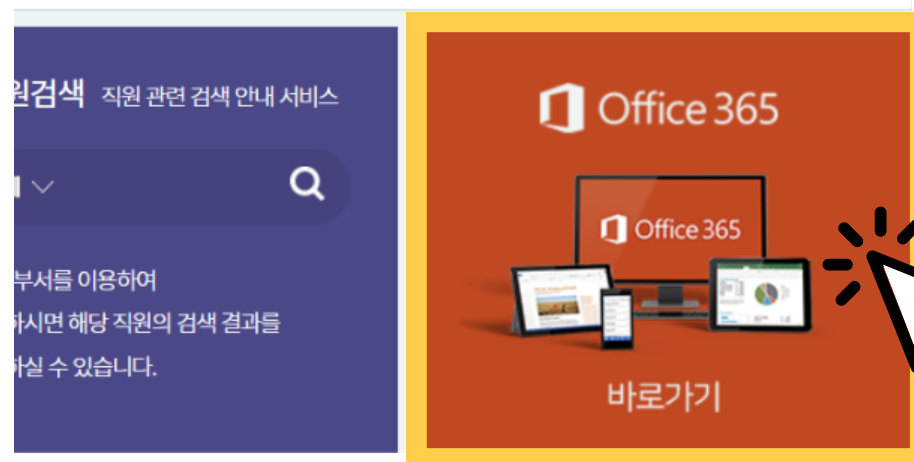 원검색 직원 관련 검색 안내 서비스
부서를 이용하여
하시면 해당 직원의 검색 결과를
하실 수 있습니다.
Office 365
Office 365
바로가기